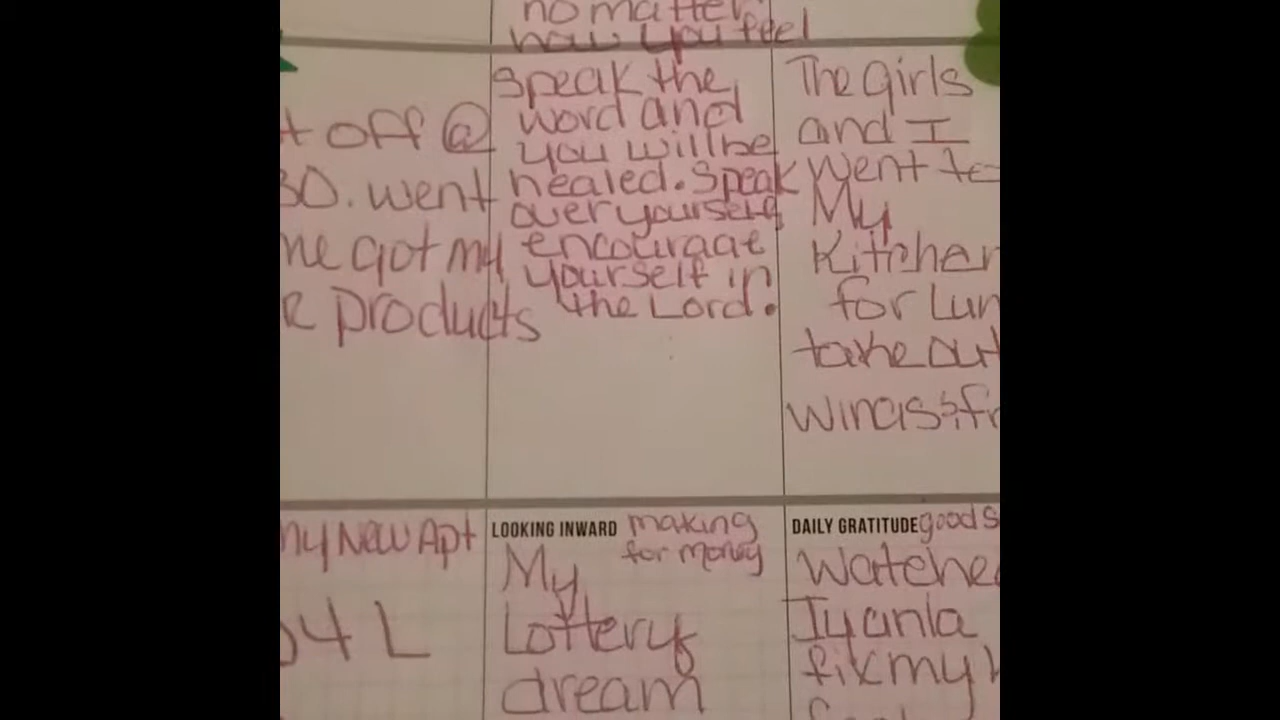 no matter
how you feel
t off @
30. went
me got my
products
Speak the
word and
you will be
healed. Speak
over yourself,
encourage
yourself in
the Lord.
The girls
and I
went to
My
Kitchen
for Lun
take out
wings &
my New Apt
4 L
LOOKING INWARD making
for money
My
Lottery
dream
DAILY GRATITUDE good s
Watche
Iyanla
fix my